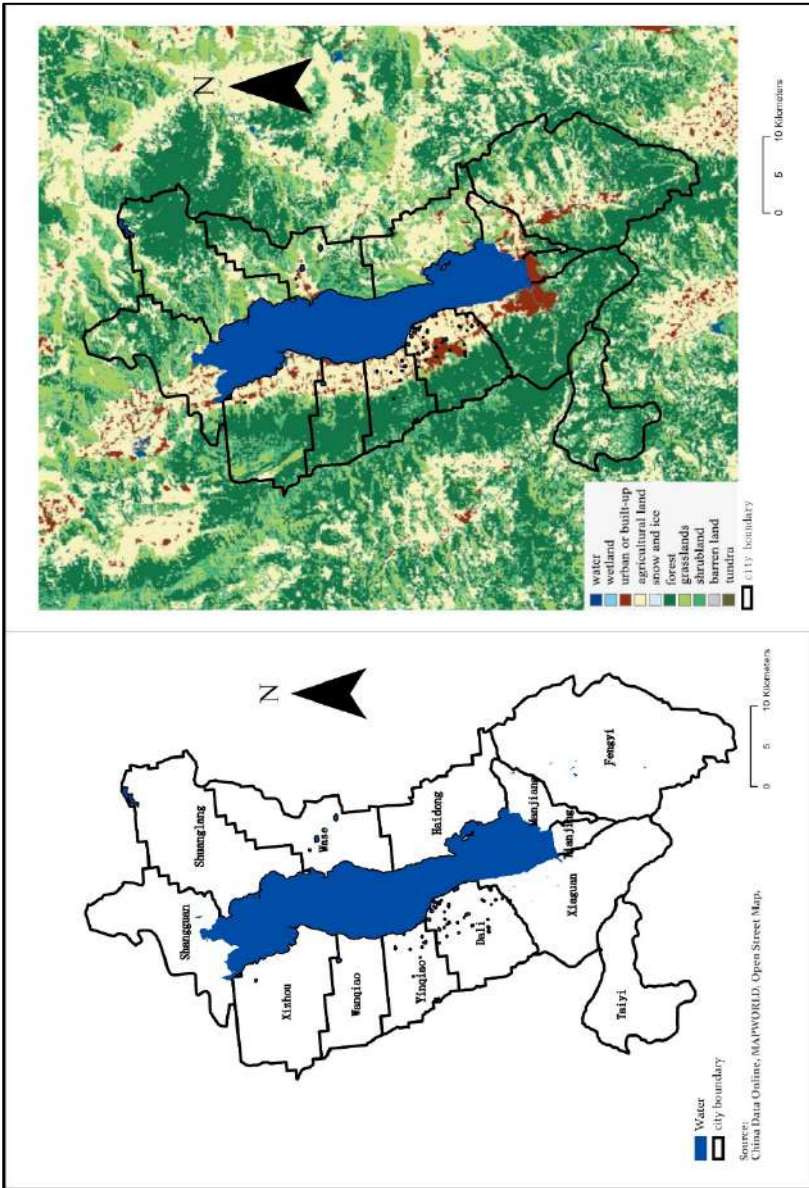 N
Shangguan
Shuanglang
Xizhou
Wase
Wanqiao
Yinqiao
Haidong
Dali
Xiaguan
Fengyi
Taiyi
Water
city boundary
Source:
China Data Online, MAPWORLD, Open Street Map.
0 5 10 Kilometers
N
water
wetland
urban or built-up
agricultural land
snow and ice
forest
grasslands
shrubland
barren land
tundra
city boundary
0 5 10 Kilometers